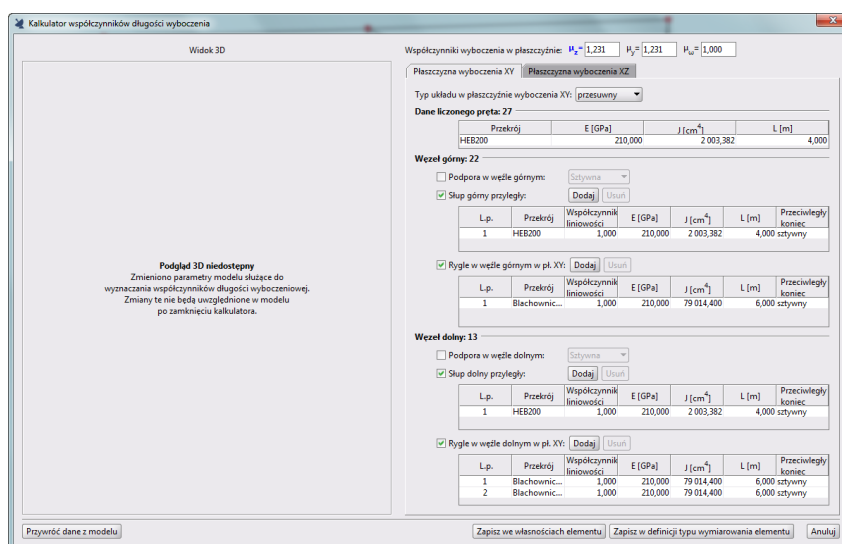 Kalkulator współczynników długości wyboczenia
Widok 3D
Współczynniki wyboczenia w płaszczyźnie: μz= 1,231 μy= 1,231 μω= 1,000
Płaszczyzna wyboczenia XY Płaszczyzna wyboczenia XZ
Typ układu w płaszczyźnie wyboczenia XY: przesuwny
Dane liczonego pręta: 27
Przekrój E [GPa] J [cm4] L [m]
HEB200 210,000 2 003,382 4,000
Węzeł górny: 22
Podpora w węźle górnym: Sztywna
Słup górny przyległy: Dodaj Usuń
L.p. Przekrój Współczynnik liniowości E [GPa] J [cm4] L [m] Przeciwległy koniec
1 HEB200 1,000 210,000 2 003,382 4,000 sztywny
Rygle w węźle górnym w pł. XY: Dodaj Usuń
L.p. Przekrój Współczynnik liniowości E [GPa] J [cm4] L [m] Przeciwległy koniec
1 Blachownic... 1,000 210,000 79 014,400 6,000 sztywny
Podgląd 3D niedostępny
Zmieniono parametry modelu służące do
wyznaczania współczynników długości wyboczeniowej.
Zmiany te nie będą uwzględnione w modelu
po zamknięciu kalkulatora.
Węzeł dolny: 13
Podpora w węźle dolnym: Sztywna
Słup dolny przyległy: Dodaj Usuń
L.p. Przekrój Współczynnik liniowości E [GPa] J [cm4] L [m] Przeciwległy koniec
1 HEB200 1,000 210,000 2 003,382 4,000 sztywny
Rygle w węźle dolnym w pł. XY: Dodaj Usuń
L.p. Przekrój Współczynnik liniowości E [GPa] J [cm4] L [m] Przeciwległy koniec
1 Blachownic... 1,000 210,000 79 014,400 6,000 sztywny
2 Blachownic... 1,000 210,000 79 014,400 6,000 sztywny
Przywróć dane z modelu Zapisz we własnościach elementu Zapisz w definicji typu wymiarowania elementu Anuluj